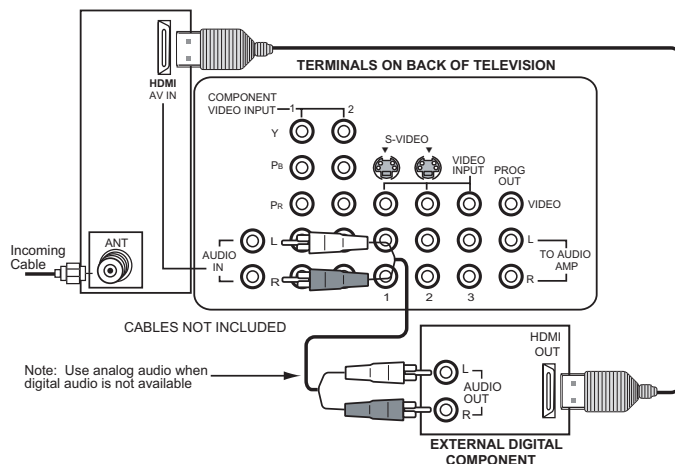 HDMI
AV IN
TERMINALS ON BACK OF TELEVISION
COMPONENT
VIDEO INPUT
1
2
Y
PB
PR
S-VIDEO
VIDEO
INPUT
PROG
OUT
VIDEO
Incoming
Cable
ANT
AUDIO
IN
L
R
1
2
3
L
R
TO AUDIO
AMP
CABLES NOT INCLUDED
Note: Use analog audio when
digital audio is not available
L
R
AUDIO
OUT
HDMI
OUT
EXTERNAL DIGITAL
COMPONENT